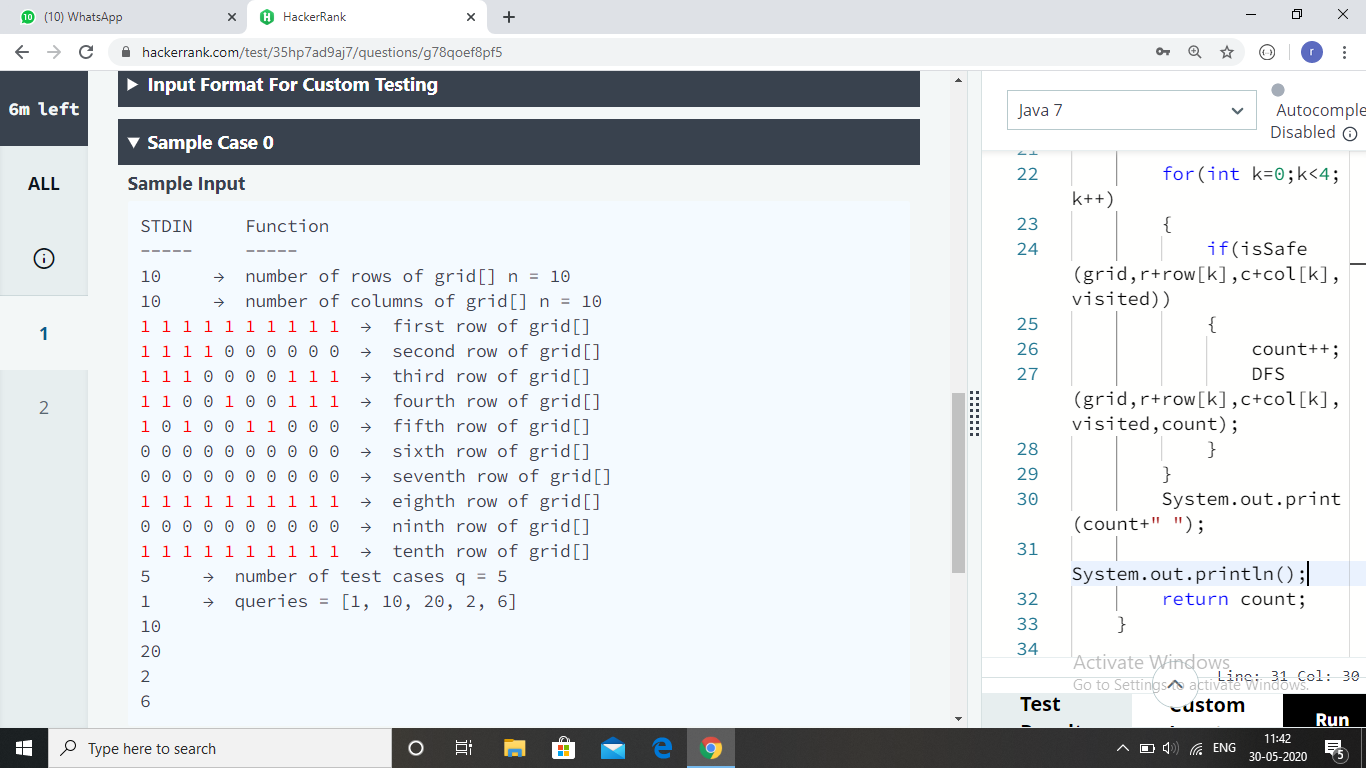 (10) WhatsApp
HackerRank
hackerrank.com/test/35hp7ad9aj7/questions/g78qoef8pf5
r
6m left
ALL
1
2
Input Format For Custom Testing
Sample Case 0
Sample Input
STDIN Function
----- -----
10 → number of rows of grid[] n = 10
10 → number of columns of grid[] n = 10
1 1 1 1 1 1 1 1 1 1 → first row of grid[]
1 1 1 1 0 0 0 0 0 0 → second row of grid[]
1 1 1 0 0 0 0 1 1 1 → third row of grid[]
1 1 0 0 1 0 0 1 1 1 → fourth row of grid[]
1 0 1 0 0 1 1 0 0 0 → fifth row of grid[]
0 0 0 0 0 0 0 0 0 0 → sixth row of grid[]
0 0 0 0 0 0 0 0 0 0 → seventh row of grid[]
1 1 1 1 1 1 1 1 1 1 → eighth row of grid[]
0 0 0 0 0 0 0 0 0 0 → ninth row of grid[]
1 1 1 1 1 1 1 1 1 1 → tenth row of grid[]
5 → number of test cases q = 5
1 → queries = [1, 10, 20, 2, 6]
10
20
2
6
Java 7
Autocomple
Disabled
21
22 for(int k=0;k<4;
k++)
23 {
24 if(isSafe
(grid,r+row[k],c+col[k],
visited))
25 {
26 count++;
27 DFS
(grid,r+row[k],c+col[k],
visited,count);
28 }
29 }
30 System.out.print
(count+" ");
31
System.out.println();
32 return count;
33 }
34
Activate Windows
Go to Settings to activate Windows.
Line: 31 Col: 30
Test
Custom
Run
Type here to search
ENG
11:42
30-05-2020
5